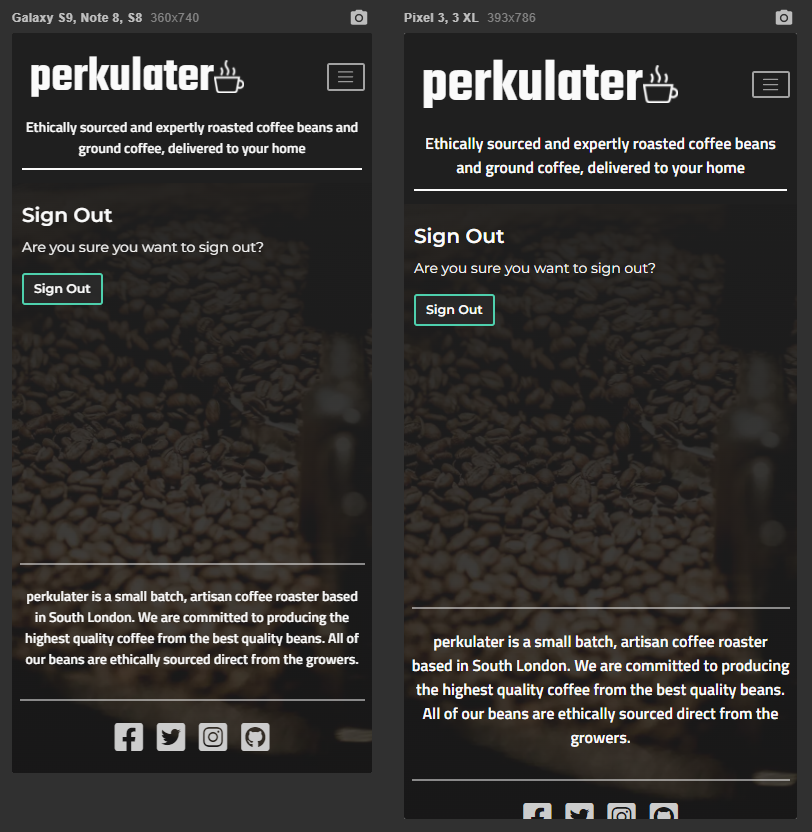 Galaxy S9, Note 8, S8 360x740
perkulater
Ethically sourced and expertly roasted coffee beans and
ground coffee, delivered to your home
Sign Out
Are you sure you want to sign out?
Sign Out
perkulater is a small batch, artisan coffee roaster based
in South London. We are committed to producing the
highest quality coffee from the best quality beans. All of
our beans are ethically sourced direct from the growers.
Pixel 3, 3 XL 393x786
perkulater
Ethically sourced and expertly roasted coffee beans
and ground coffee, delivered to your home
Sign Out
Are you sure you want to sign out?
Sign Out
perkulater is a small batch, artisan coffee roaster
based in South London. We are committed to producing
the highest quality coffee from the best quality beans.
All of our beans are ethically sourced direct from the
growers.